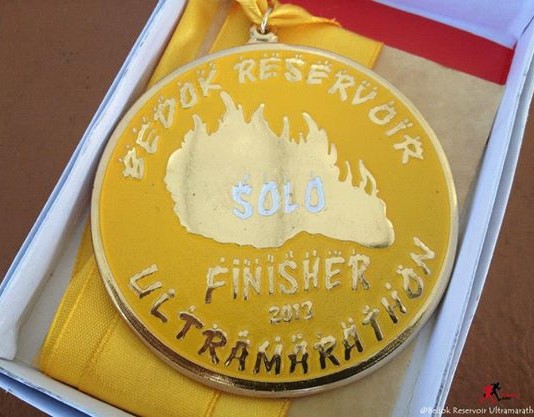 BEDOK RESERVOIR
SOLO
FINISHER
2013
ULTRAMARATHON
@Bedok Reservoir Ultramarath